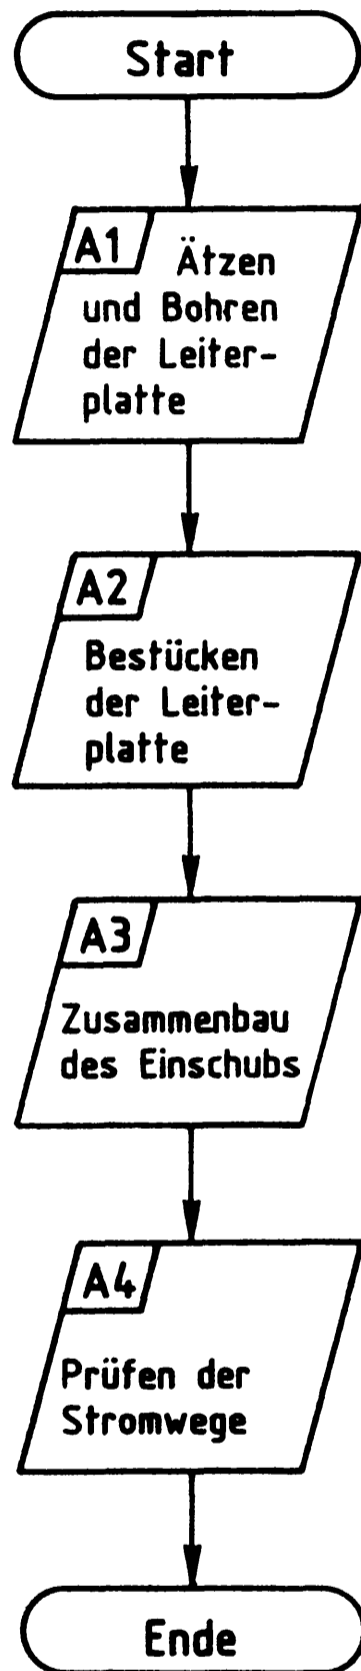 Start
A1 Ätzen
und Bohren
der Leiter-
platte
A2
Bestücken
der Leiter-
platte
A3
Zusammenbau
des Einschubs
A4
Prüfen der
Stromwege
Ende